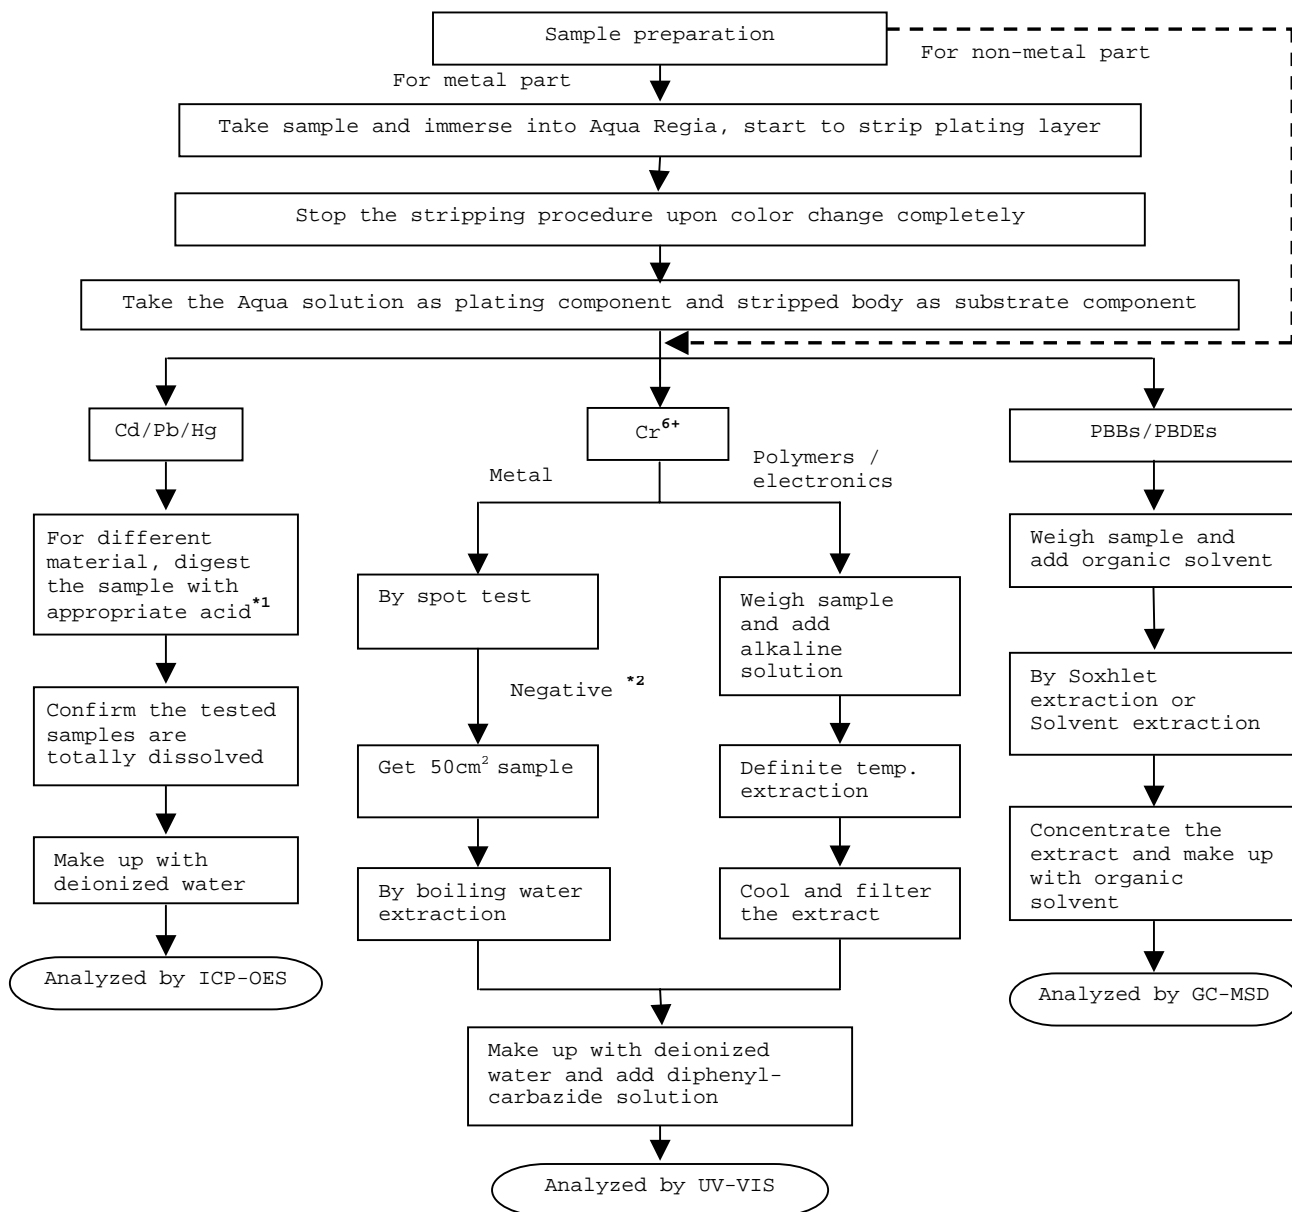 Sample preparation
For non-metal part
For metal part
Take sample and immerse into Aqua Regia, start to strip plating layer
Stop the stripping procedure upon color change completely
Take the Aqua solution as plating component and stripped body as substrate component
Cd/Pb/Hg
Cr6+
PBBs/PBDEs
Metal
Polymers /
electronics
For different
material, digest
the sample with
appropriate acid*1
Confirm the tested
samples are
totally dissolved
Make up with
deionized water
Analyzed by ICP-OES
By spot test
Negative *2
Get 50cm2 sample
By boiling water
extraction
Weigh sample
and add
alkaline
solution
Definite temp.
extraction
Cool and filter
the extract
Make up with deionized
water and add diphenyl-
carbazide solution
Analyzed by UV-VIS
Weigh sample and
add organic solvent
By Soxhlet
extraction or
Solvent extraction
Concentrate the
extract and make up
with organic
solvent
Analyzed by GC-MSD